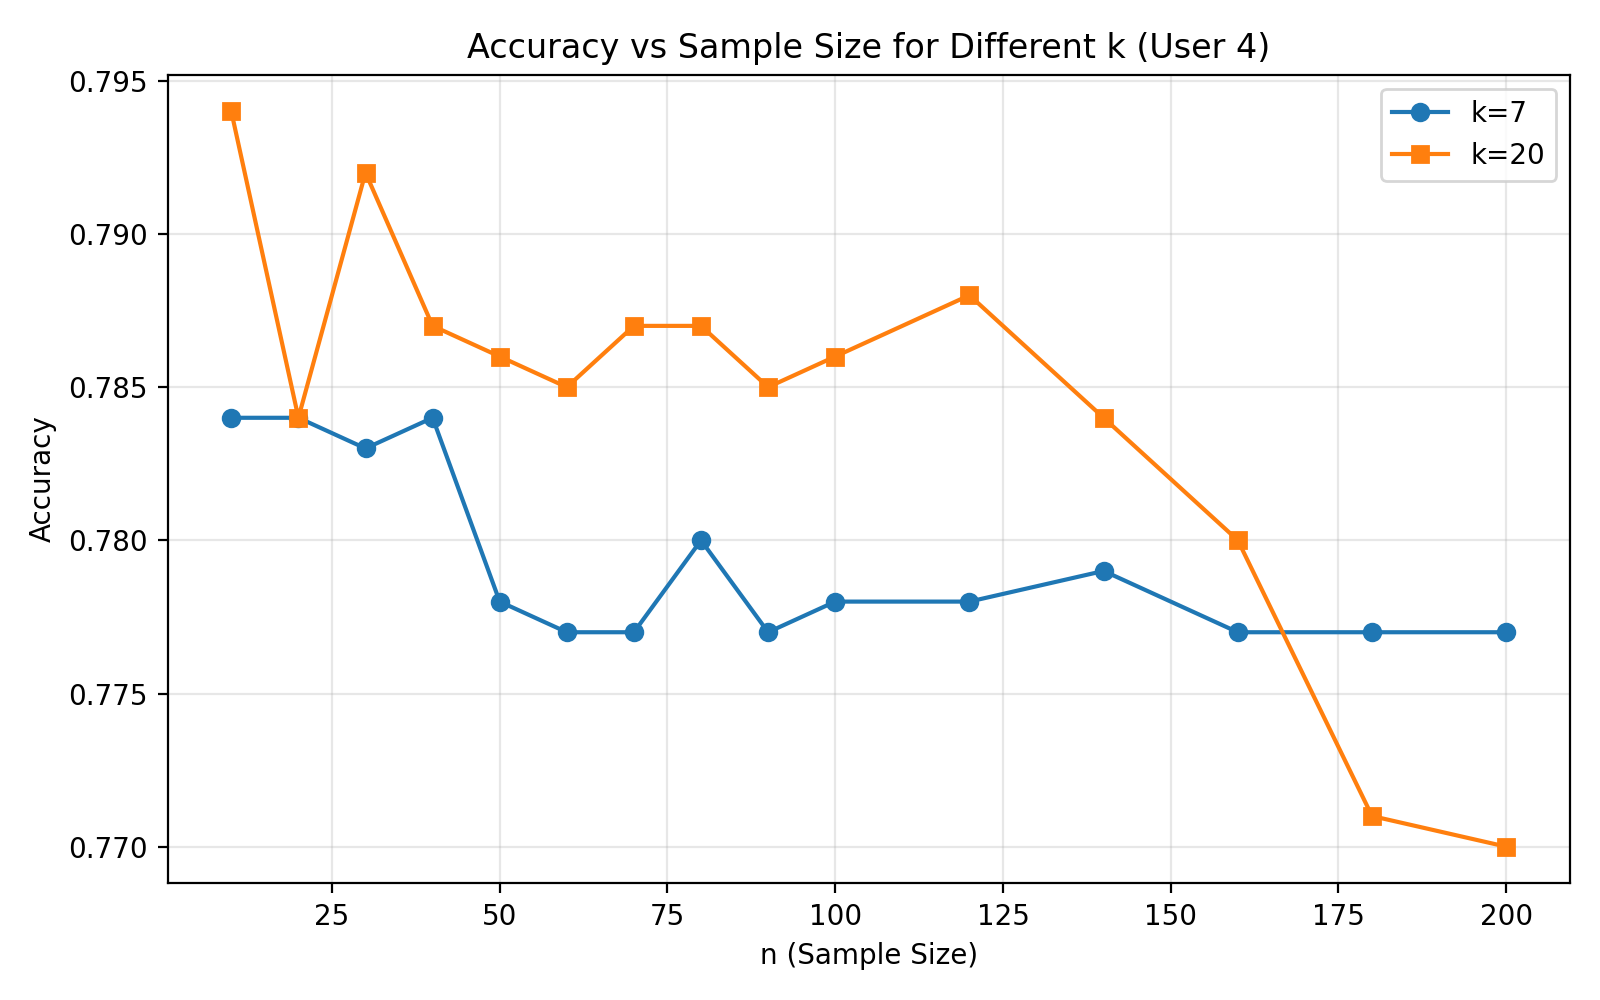 Accuracy vs Sample Size for Different k (User 4)
k=7
k=20
Accuracy
0.795
0.790
0.785
0.780
0.775
0.770
25 50 75 100 125 150 175 200
n (Sample Size)